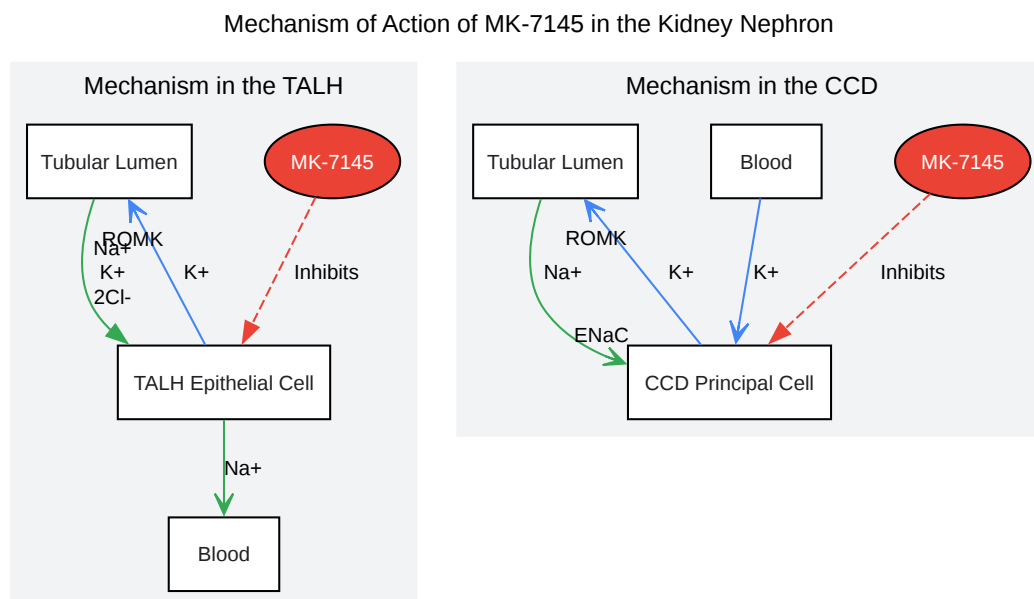 Mechanism of Action of MK-7145 in the Kidney Nephron
Mechanism in the TALH
Tubular Lumen
MK-7145
ROMK
Na+
K+
2Cl-
K+
Inhibits
TALH Epithelial Cell
Na+
Blood
Mechanism in the CCD
Tubular Lumen
Blood
MK-7145
ROMK
Na+
K+
K+
Inhibits
ENaC
CCD Principal Cell